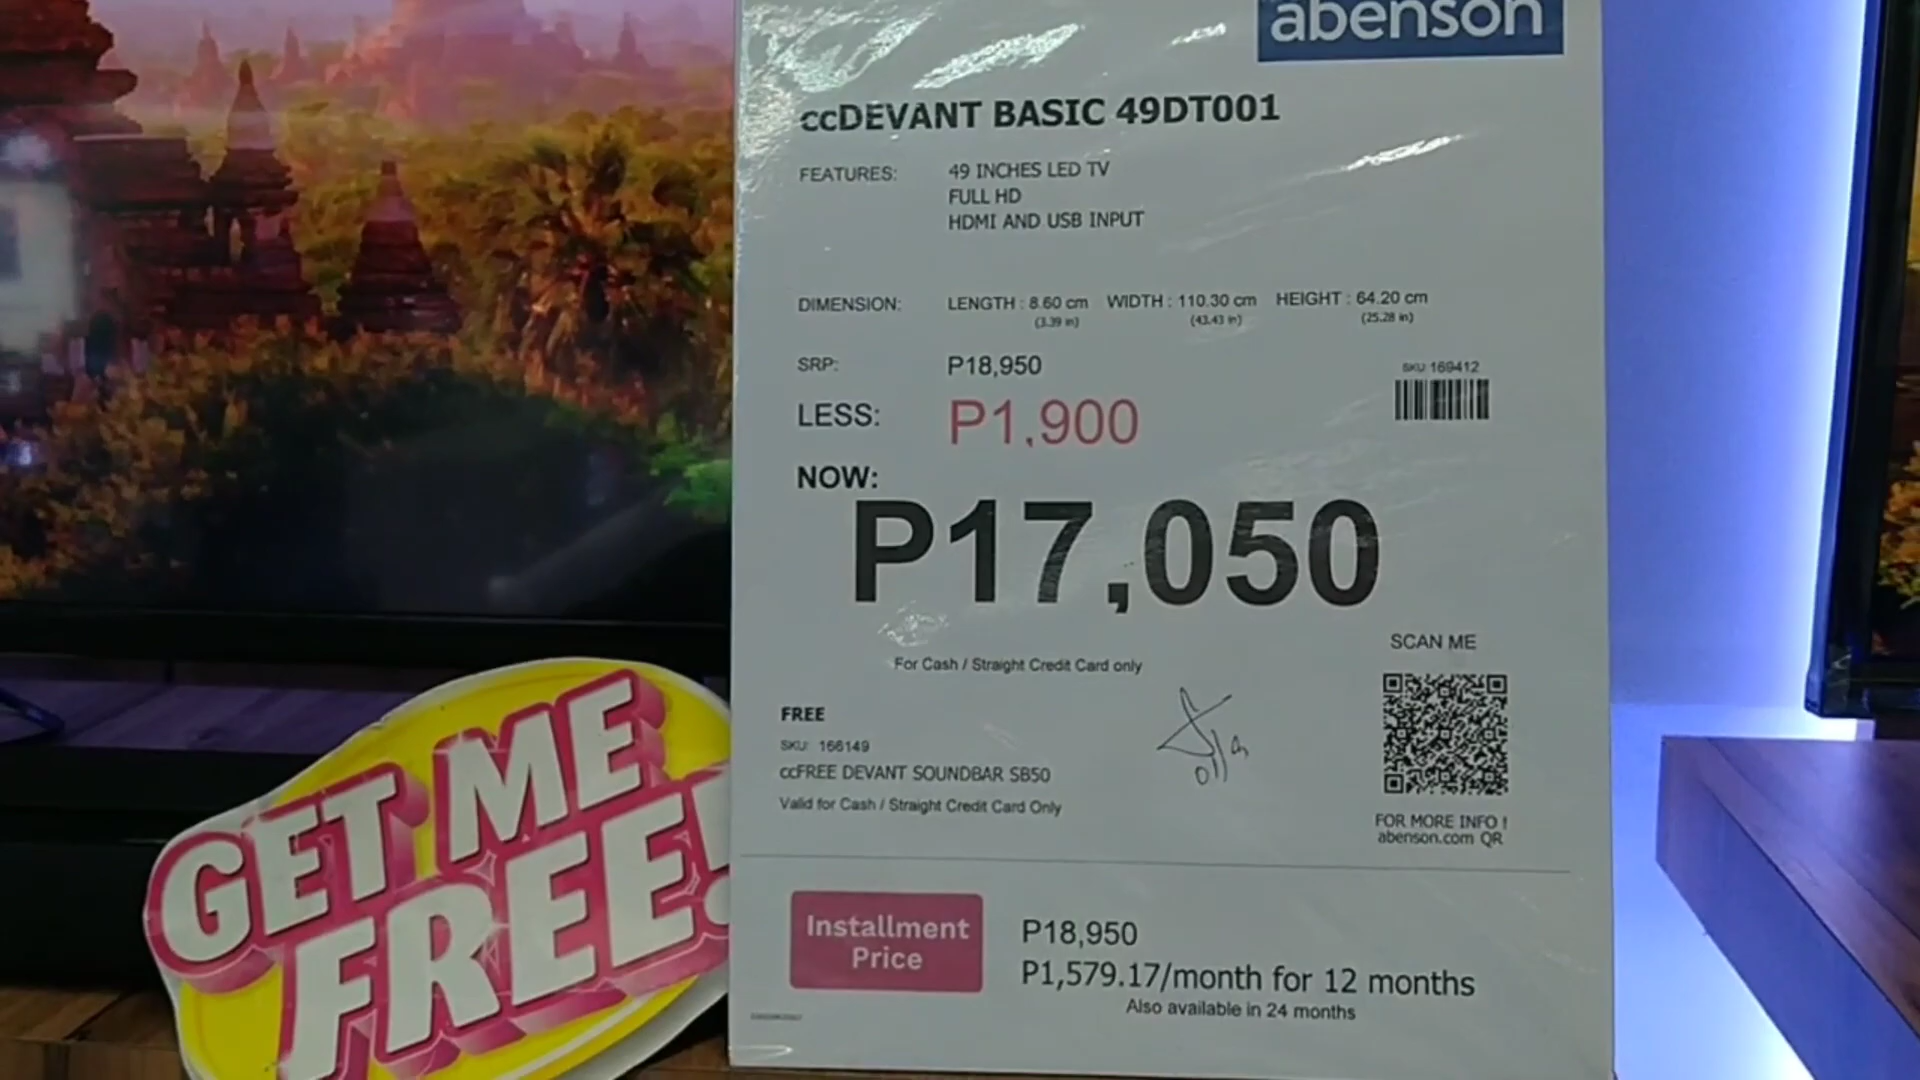 abenson
ccDEVANT BASIC 49DT001
FEATURES: 49 INCHES LED TV
FULL HD
HDMI AND USB INPUT
DIMENSION: LENGTH : 8.60 cm WIDTH : 110.30 cm HEIGHT : 64.20 cm
(3.39 in) (43.43 in) (25.28 in)
SRP: P18,950
SKU 169412
LESS: P1,900
NOW:
P17,050
For Cash / Straight Credit Card only
SCAN ME
FREE
SKU: 166149
ccFREE DEVANT SOUNDBAR SB50
Valid for Cash / Straight Credit Card Only
FOR MORE INFO !
abenson.com QR
GET ME
FREE!
Installment
Price
P18,950
P1,579.17/month for 12 months
Also available in 24 months